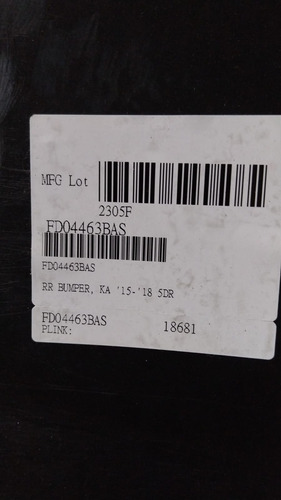 MFG Lot
2305F
FD04463BAS
FD04463BAS
RR BUMPER, KA '15-'18 5DR
FD04463BAS 18681
PLINK: